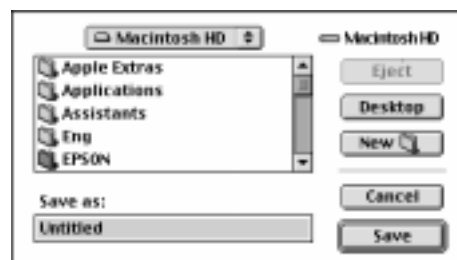 Macintosh HD
Macintosh HD
Apple Extras
Applications
Assistants
Eng
EPSON
Eject
Desktop
New
Save as:
Untitled
Cancel
Save